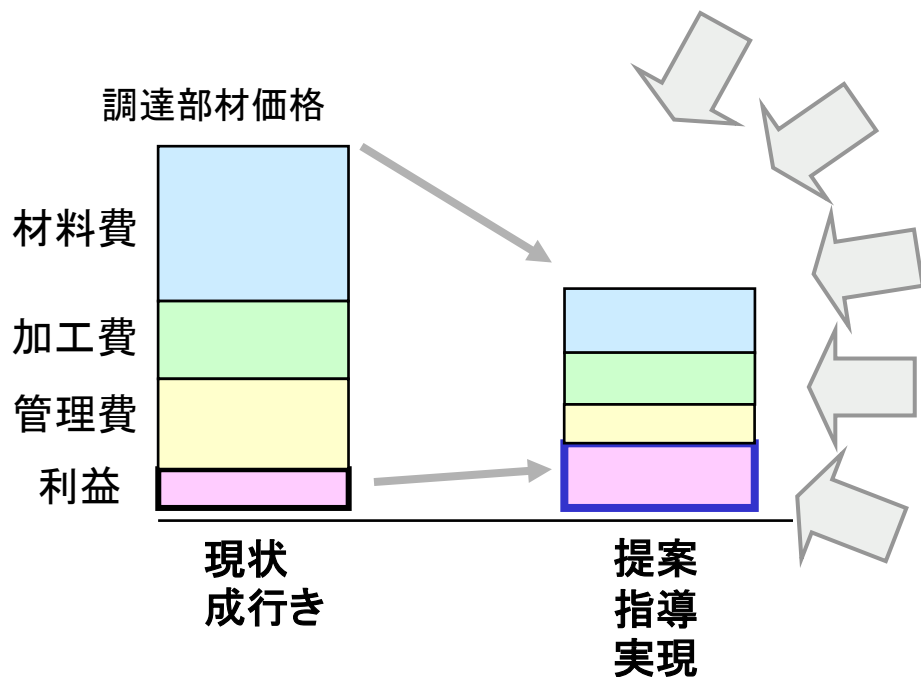 調達部材価格
材料費
加工費
管理費
利益
現状
成行き
提案
指導
実現